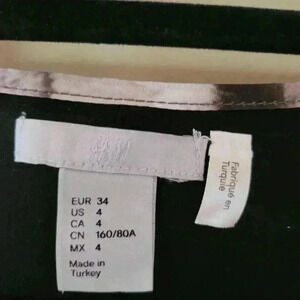 EUR 34
US 4
CA 4
CN 160/80A
MX 4
Made in
Turkey
Fabriqué en
Turquie